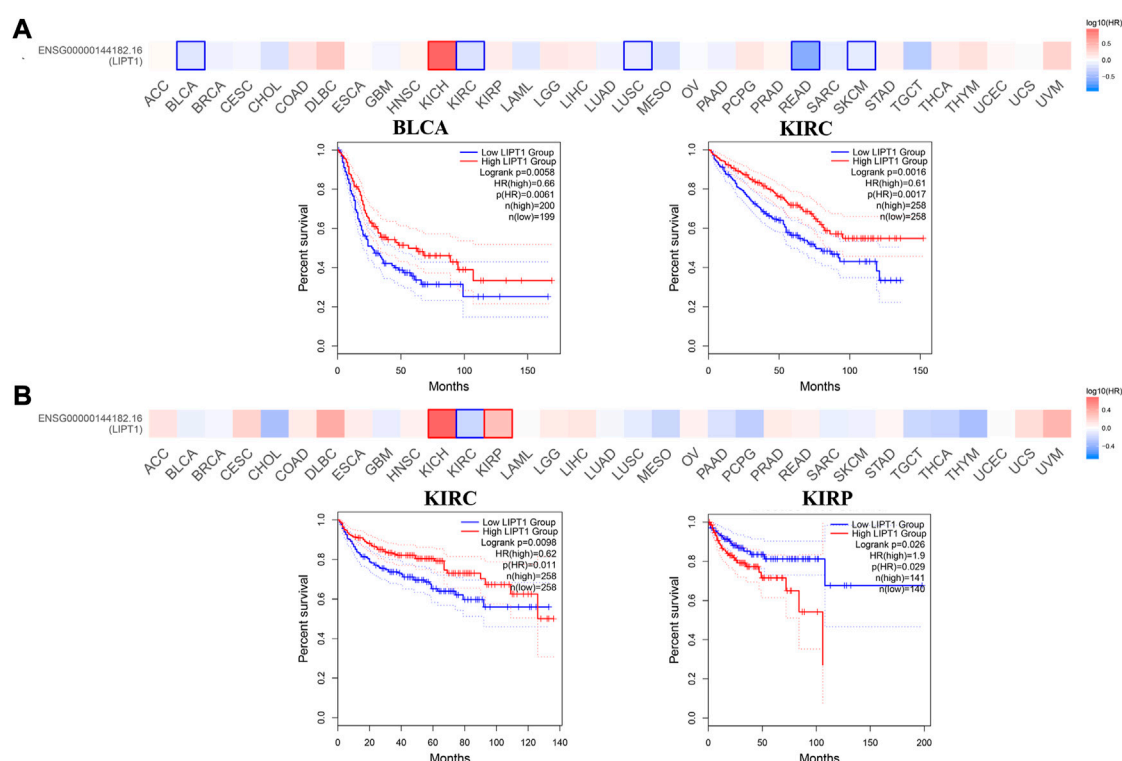 A
ENSG00000144182.16
(LIPT1)
log10(HR)
0.5
0.0
−0.5
ACC BLCA BRCA CESC CHOL COAD DLBC ESCA GBM HNSC KICH KIRC KIRP LAML LGG LIHC LUAD LUSC MESO OV PAAD PCPG PRAD READ SARC SKCM STAD TGCT THCA THYM UCEC UCS UVM
BLCA
Low LIPT1 Group
High LIPT1 Group
Logrank p=0.0058
HR(high)=0.66
p(HR)=0.0061
n(high)=200
n(low)=199
Percent survival
1.0
0.8
0.6
0.4
0.2
0.0
0 50 100 150
Months
KIRC
Low LIPT1 Group
High LIPT1 Group
Logrank p=0.0016
HR(high)=0.61
p(HR)=0.0017
n(high)=258
n(low)=258
Percent survival
1.0
0.8
0.6
0.4
0.2
0.0
0 50 100 150
Months
B
ENSG00000144182.16
(LIPT1)
log10(HR)
0.4
0.0
−0.4
ACC BLCA BRCA CESC CHOL COAD DLBC ESCA GBM HNSC KICH KIRC KIRP LAML LGG LIHC LUAD LUSC MESO OV PAAD PCPG PRAD READ SARC SKCM STAD TGCT THCA THYM UCEC UCS UVM
KIRC
Low LIPT1 Group
High LIPT1 Group
Logrank p=0.0098
HR(high)=0.62
p(HR)=0.011
n(high)=258
n(low)=258
Percent survival
1.0
0.8
0.6
0.4
0.2
0.0
0 20 40 60 80 100 120 140
Months
KIRP
Low LIPT1 Group
High LIPT1 Group
Logrank p=0.026
HR(high)=1.9
p(HR)=0.029
n(high)=141
n(low)=140
Percent survival
1.0
0.8
0.6
0.4
0.2
0.0
0 50 100 150 200
Months